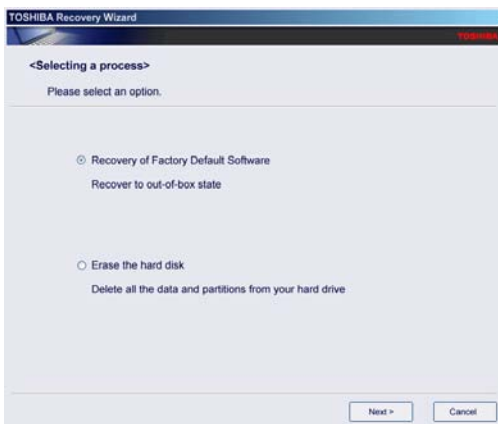 TOSHIBA Recovery Wizard
TOSHIBA
<Selecting a process>
Please select an option.
Recovery of Factory Default Software
Recover to out-of-box state
Erase the hard disk
Delete all the data and partitions from your hard drive
Next >
Cancel